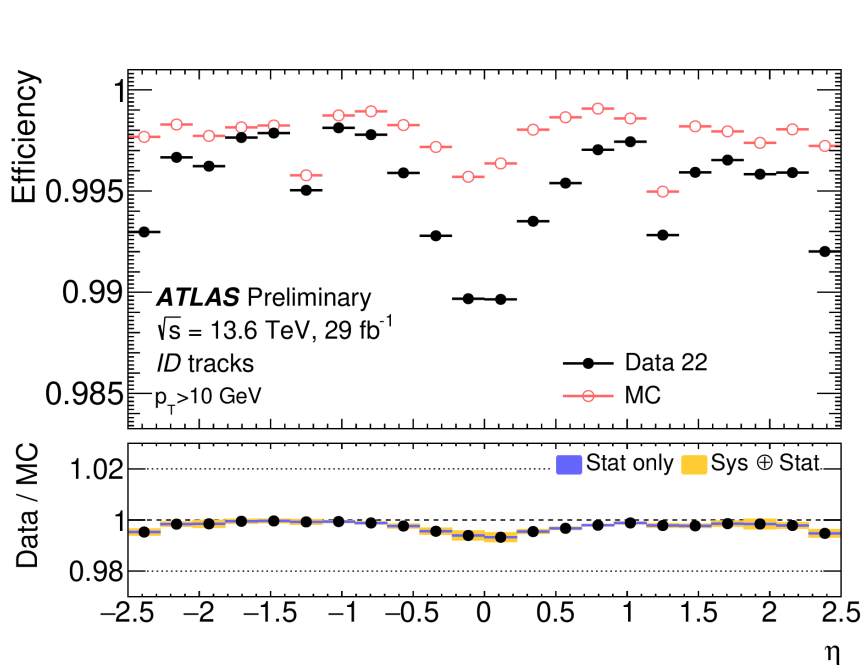 Efficiency
1
0.995
0.99
0.985
ATLAS Preliminary
√s = 13.6 TeV, 29 fb⁻¹
ID tracks
p_T>10 GeV
Data 22
MC
Data / MC
1.02
1
0.98
Stat only
Sys ⊕ Stat
−2.5 −2 −1.5 −1 −0.5 0 0.5 1 1.5 2 2.5
η